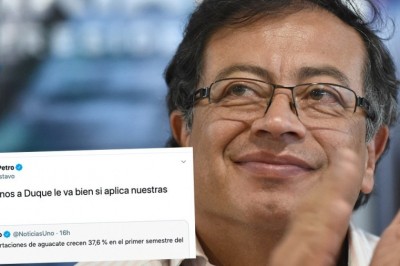 Petro
stavo
nos a Duque le va bien si aplica nuestras
o @NoticiasUno · 16h
rtaciones de aguacate crecen 37,6 % en el primer semestre del